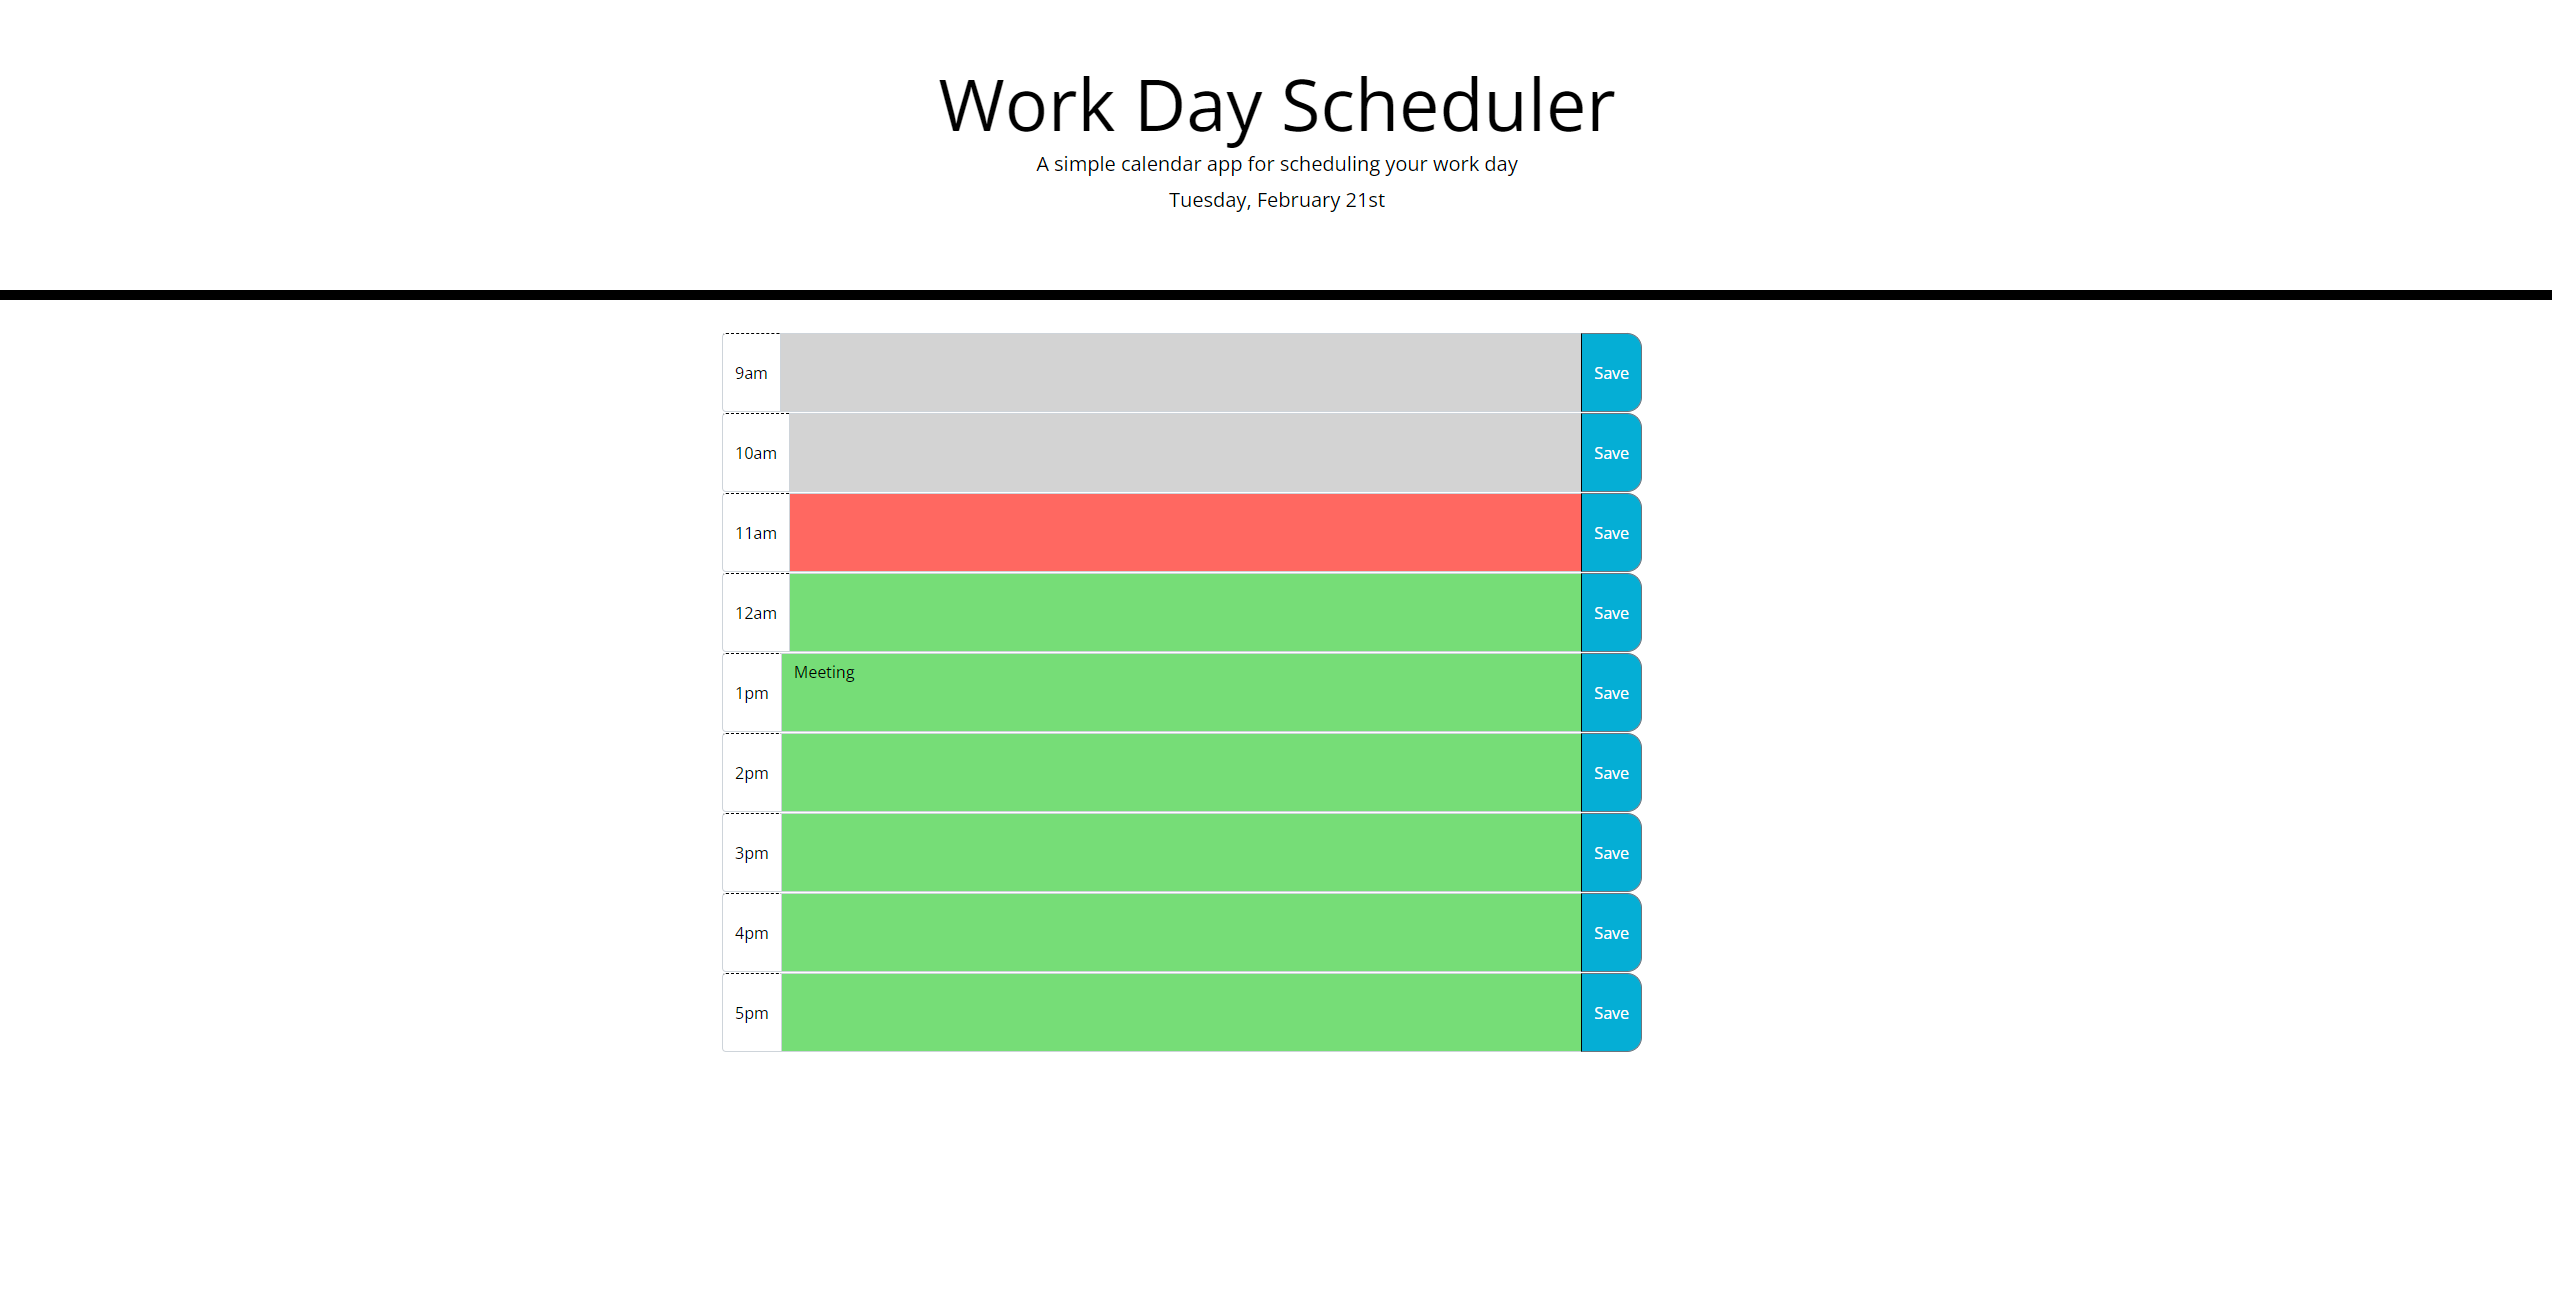 Work Day Scheduler
A simple calendar app for scheduling your work day
Tuesday, February 21st
9am Save
10am Save
11am Save
12am Save
1pm Meeting Save
2pm Save
3pm Save
4pm Save
5pm Save